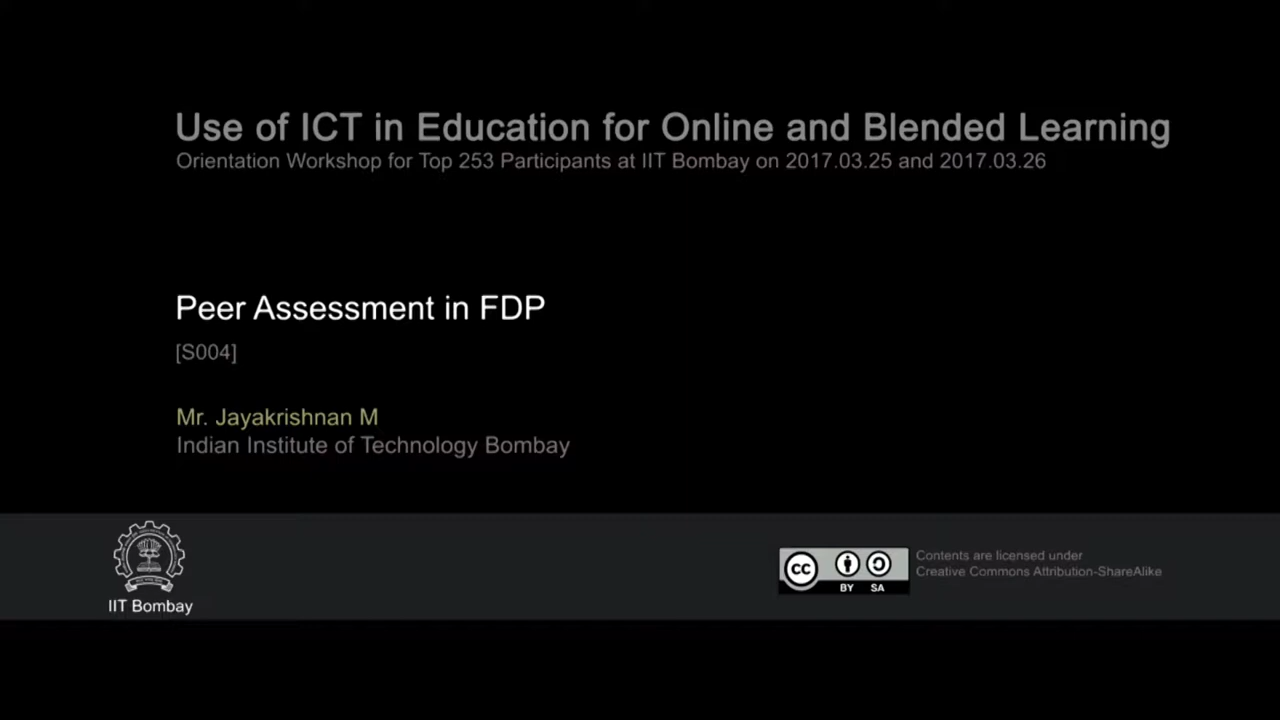 Use of ICT in Education for Online and Blended Learning
Orientation Workshop for Top 253 Participants at IIT Bombay on 2017.03.25 and 2017.03.26
Peer Assessment in FDP
[S004]
Mr. Jayakrishnan M
Indian Institute of Technology Bombay
IIT Bombay
cc
BY SA
Contents are licensed under
Creative Commons Attribution-ShareAlike